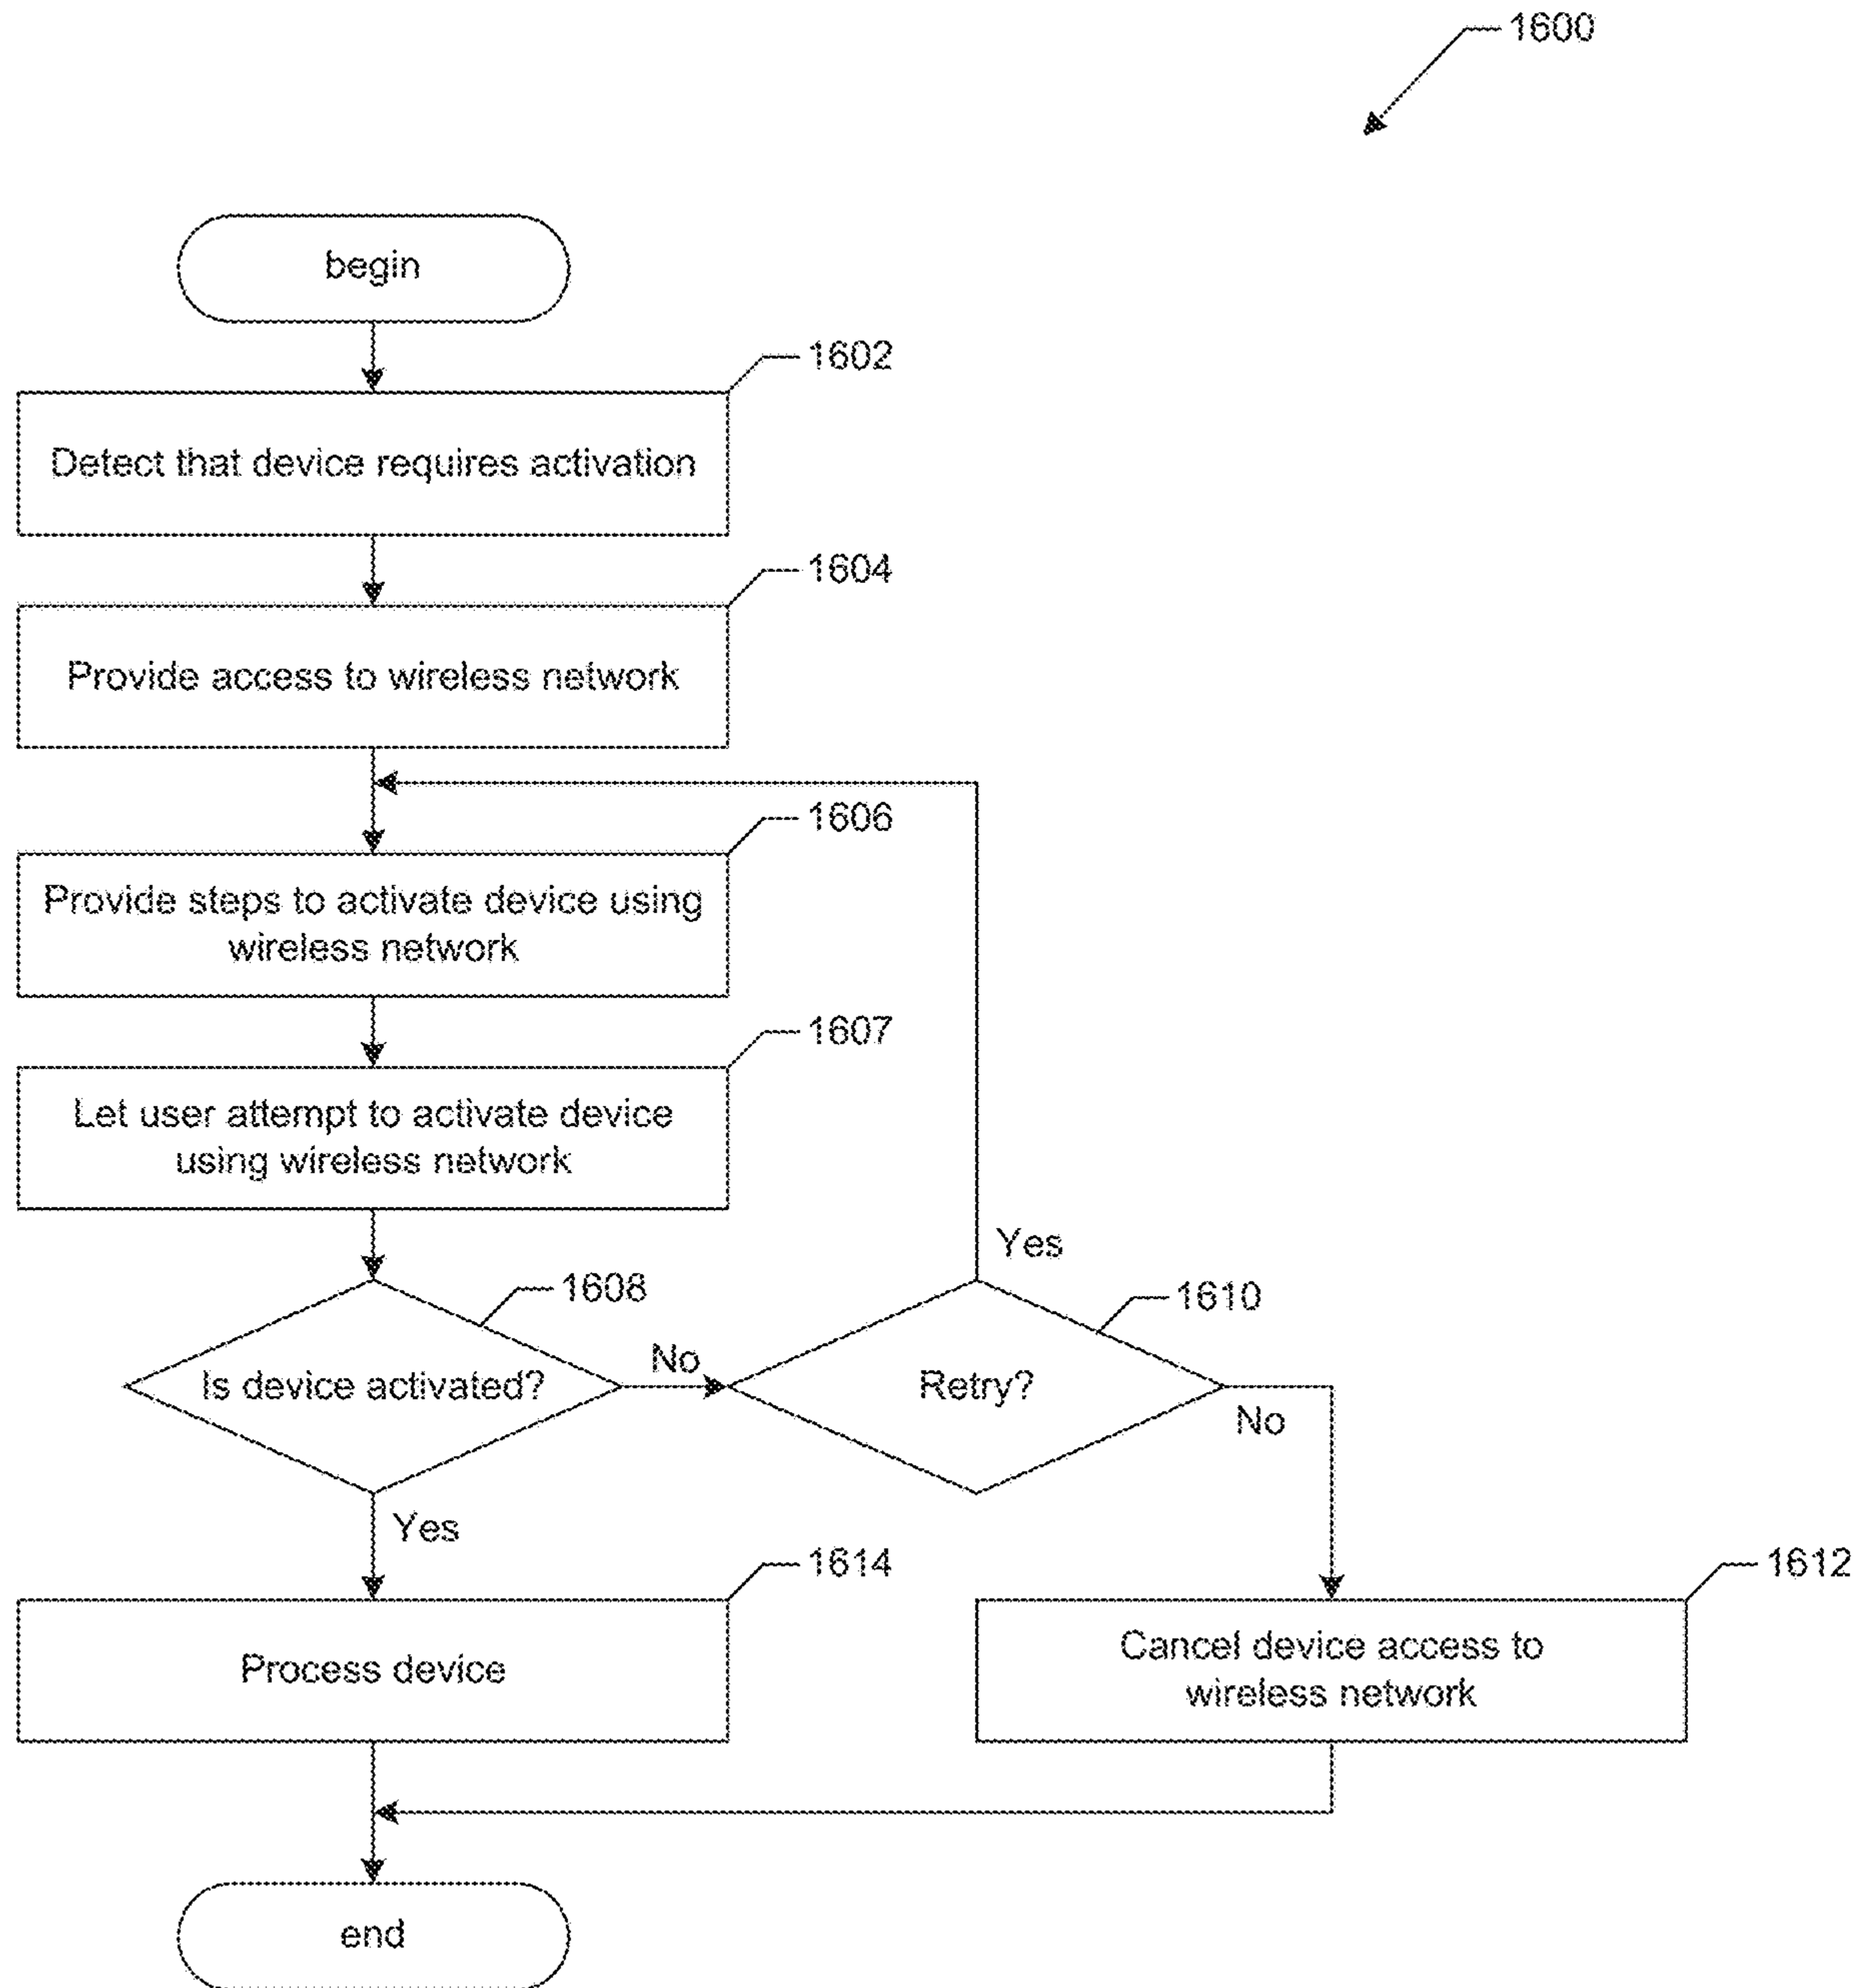 1600
begin
1602
Detect that device requires activation
1604
Provide access to wireless network
1606
Provide steps to activate device using
wireless network
1607
Let user attempt to activate device
using wireless network
Yes
1608
1610
Is device activated?
No
Retry?
No
Yes
1614
1612
Process device
Cancel device access to
wireless network
end